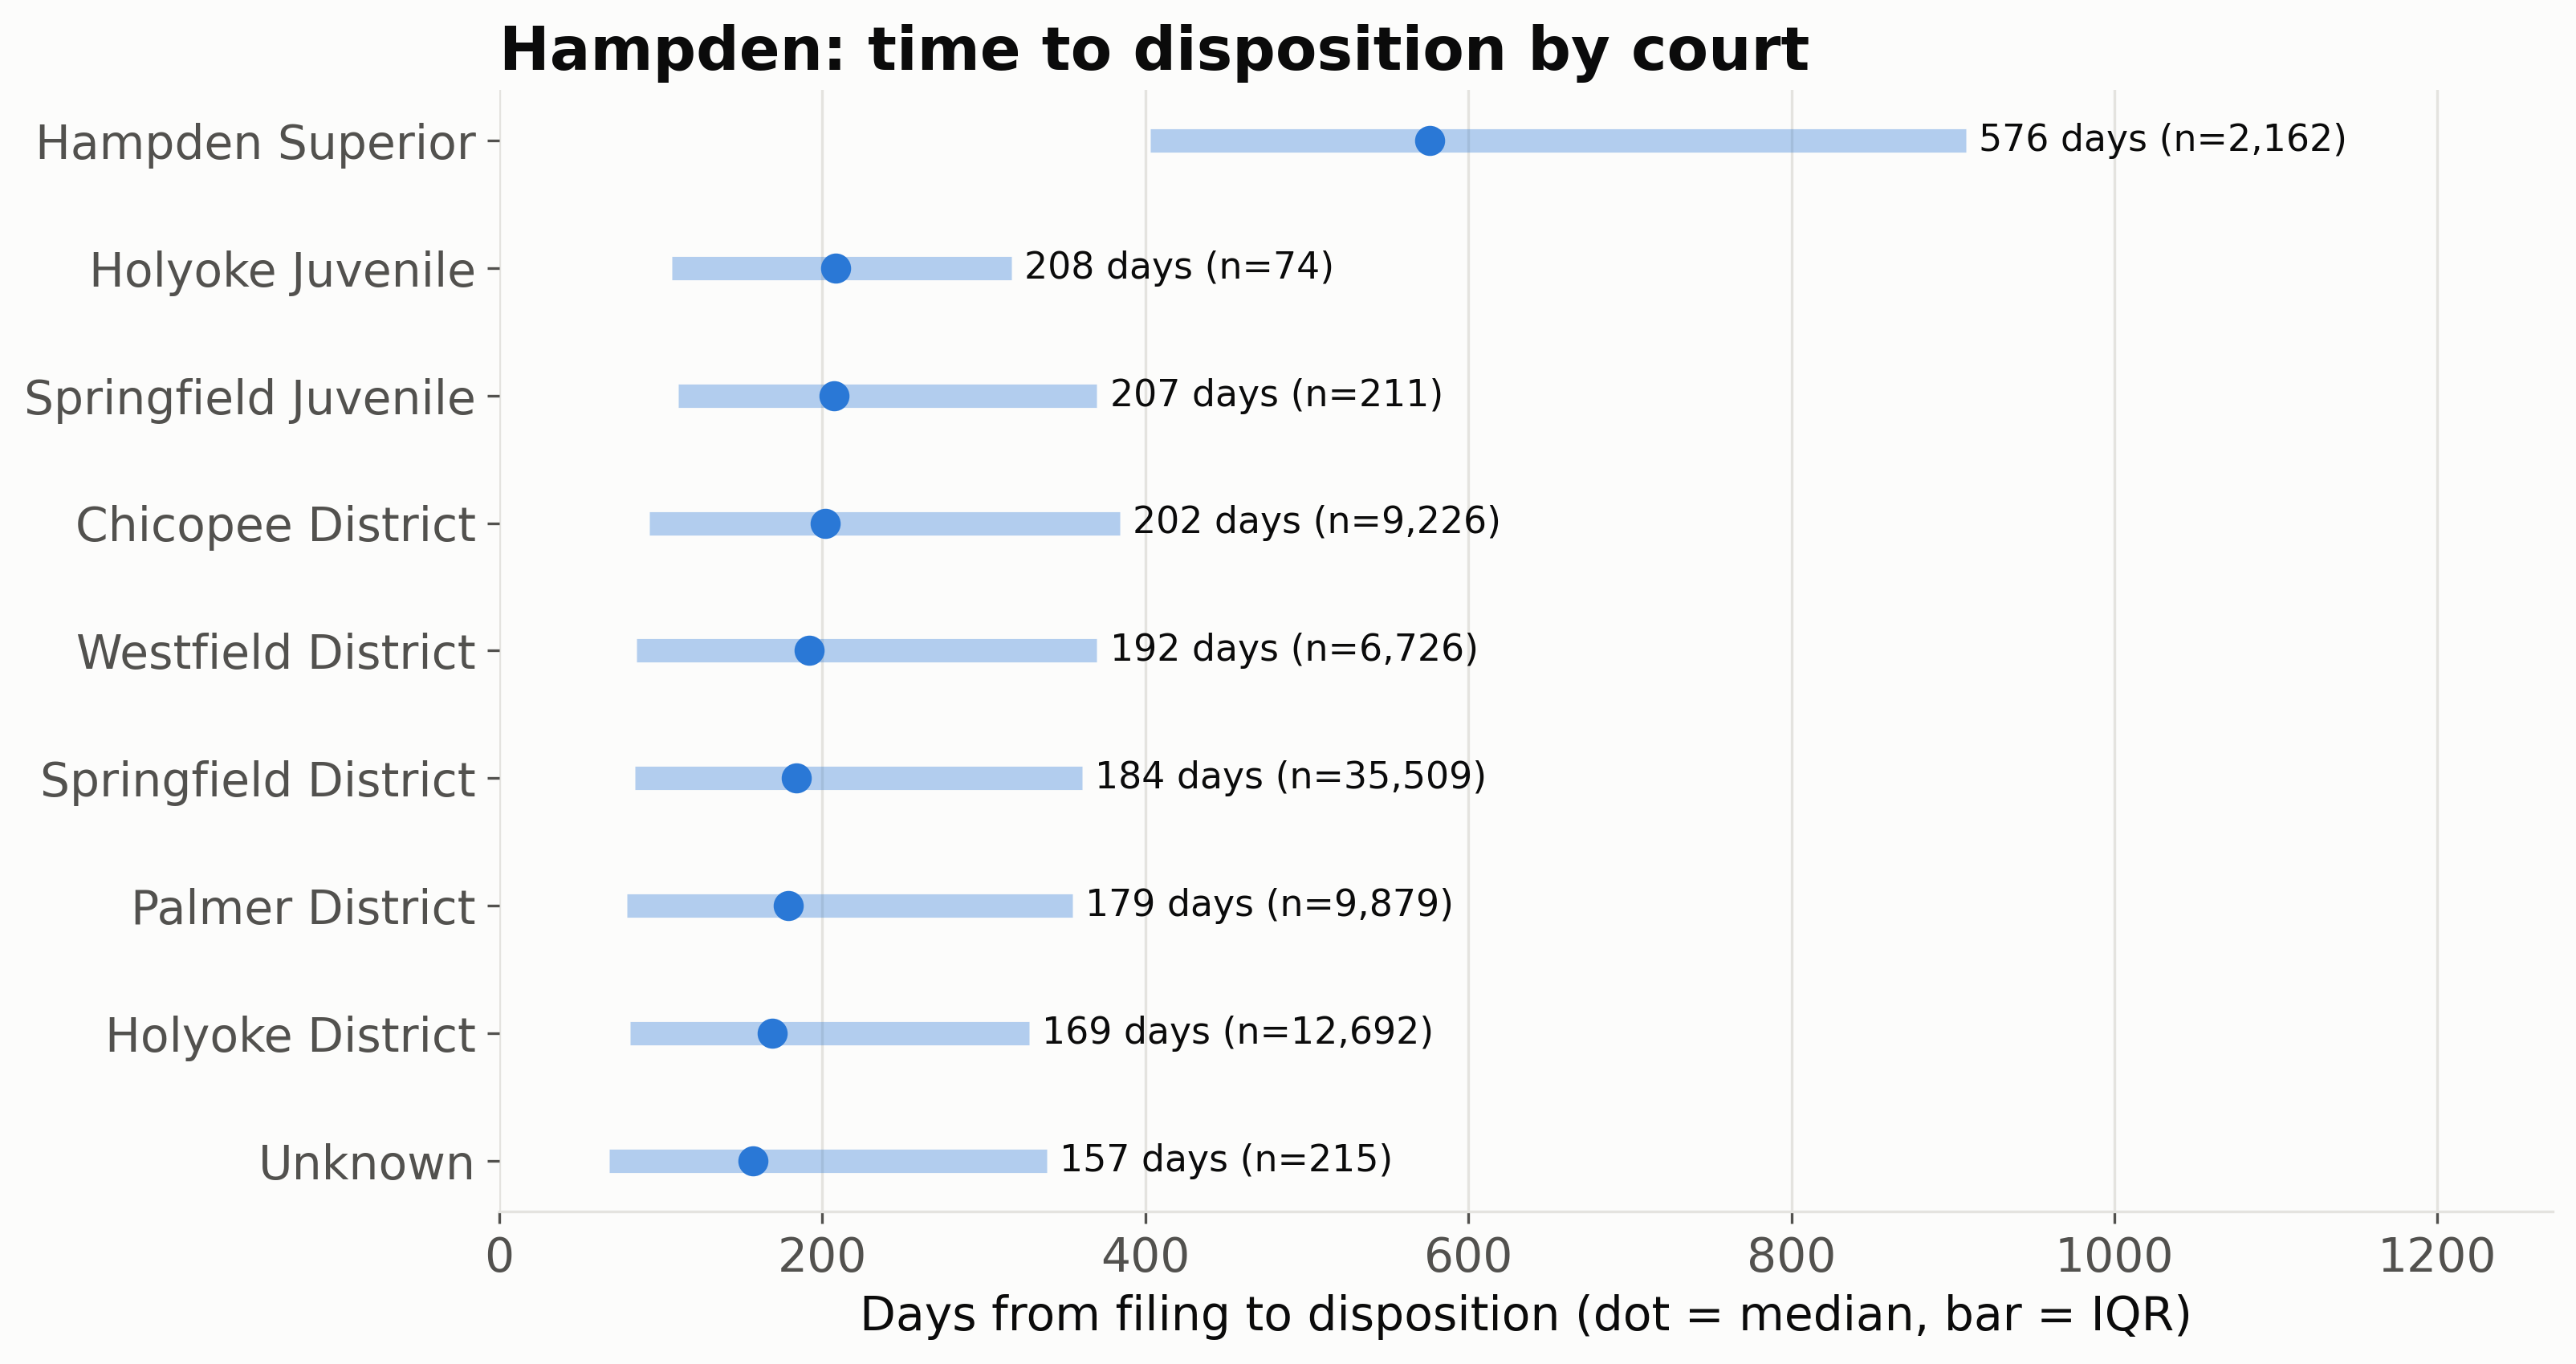 Hampden: time to disposition by court
Hampden Superior
576 days (n=2,162)
Holyoke Juvenile
208 days (n=74)
Springfield Juvenile
207 days (n=211)
Chicopee District
202 days (n=9,226)
Westfield District
192 days (n=6,726)
Springfield District
184 days (n=35,509)
Palmer District
179 days (n=9,879)
Holyoke District
169 days (n=12,692)
Unknown
157 days (n=215)
0 200 400 600 800 1000 1200
Days from filing to disposition (dot = median, bar = IQR)